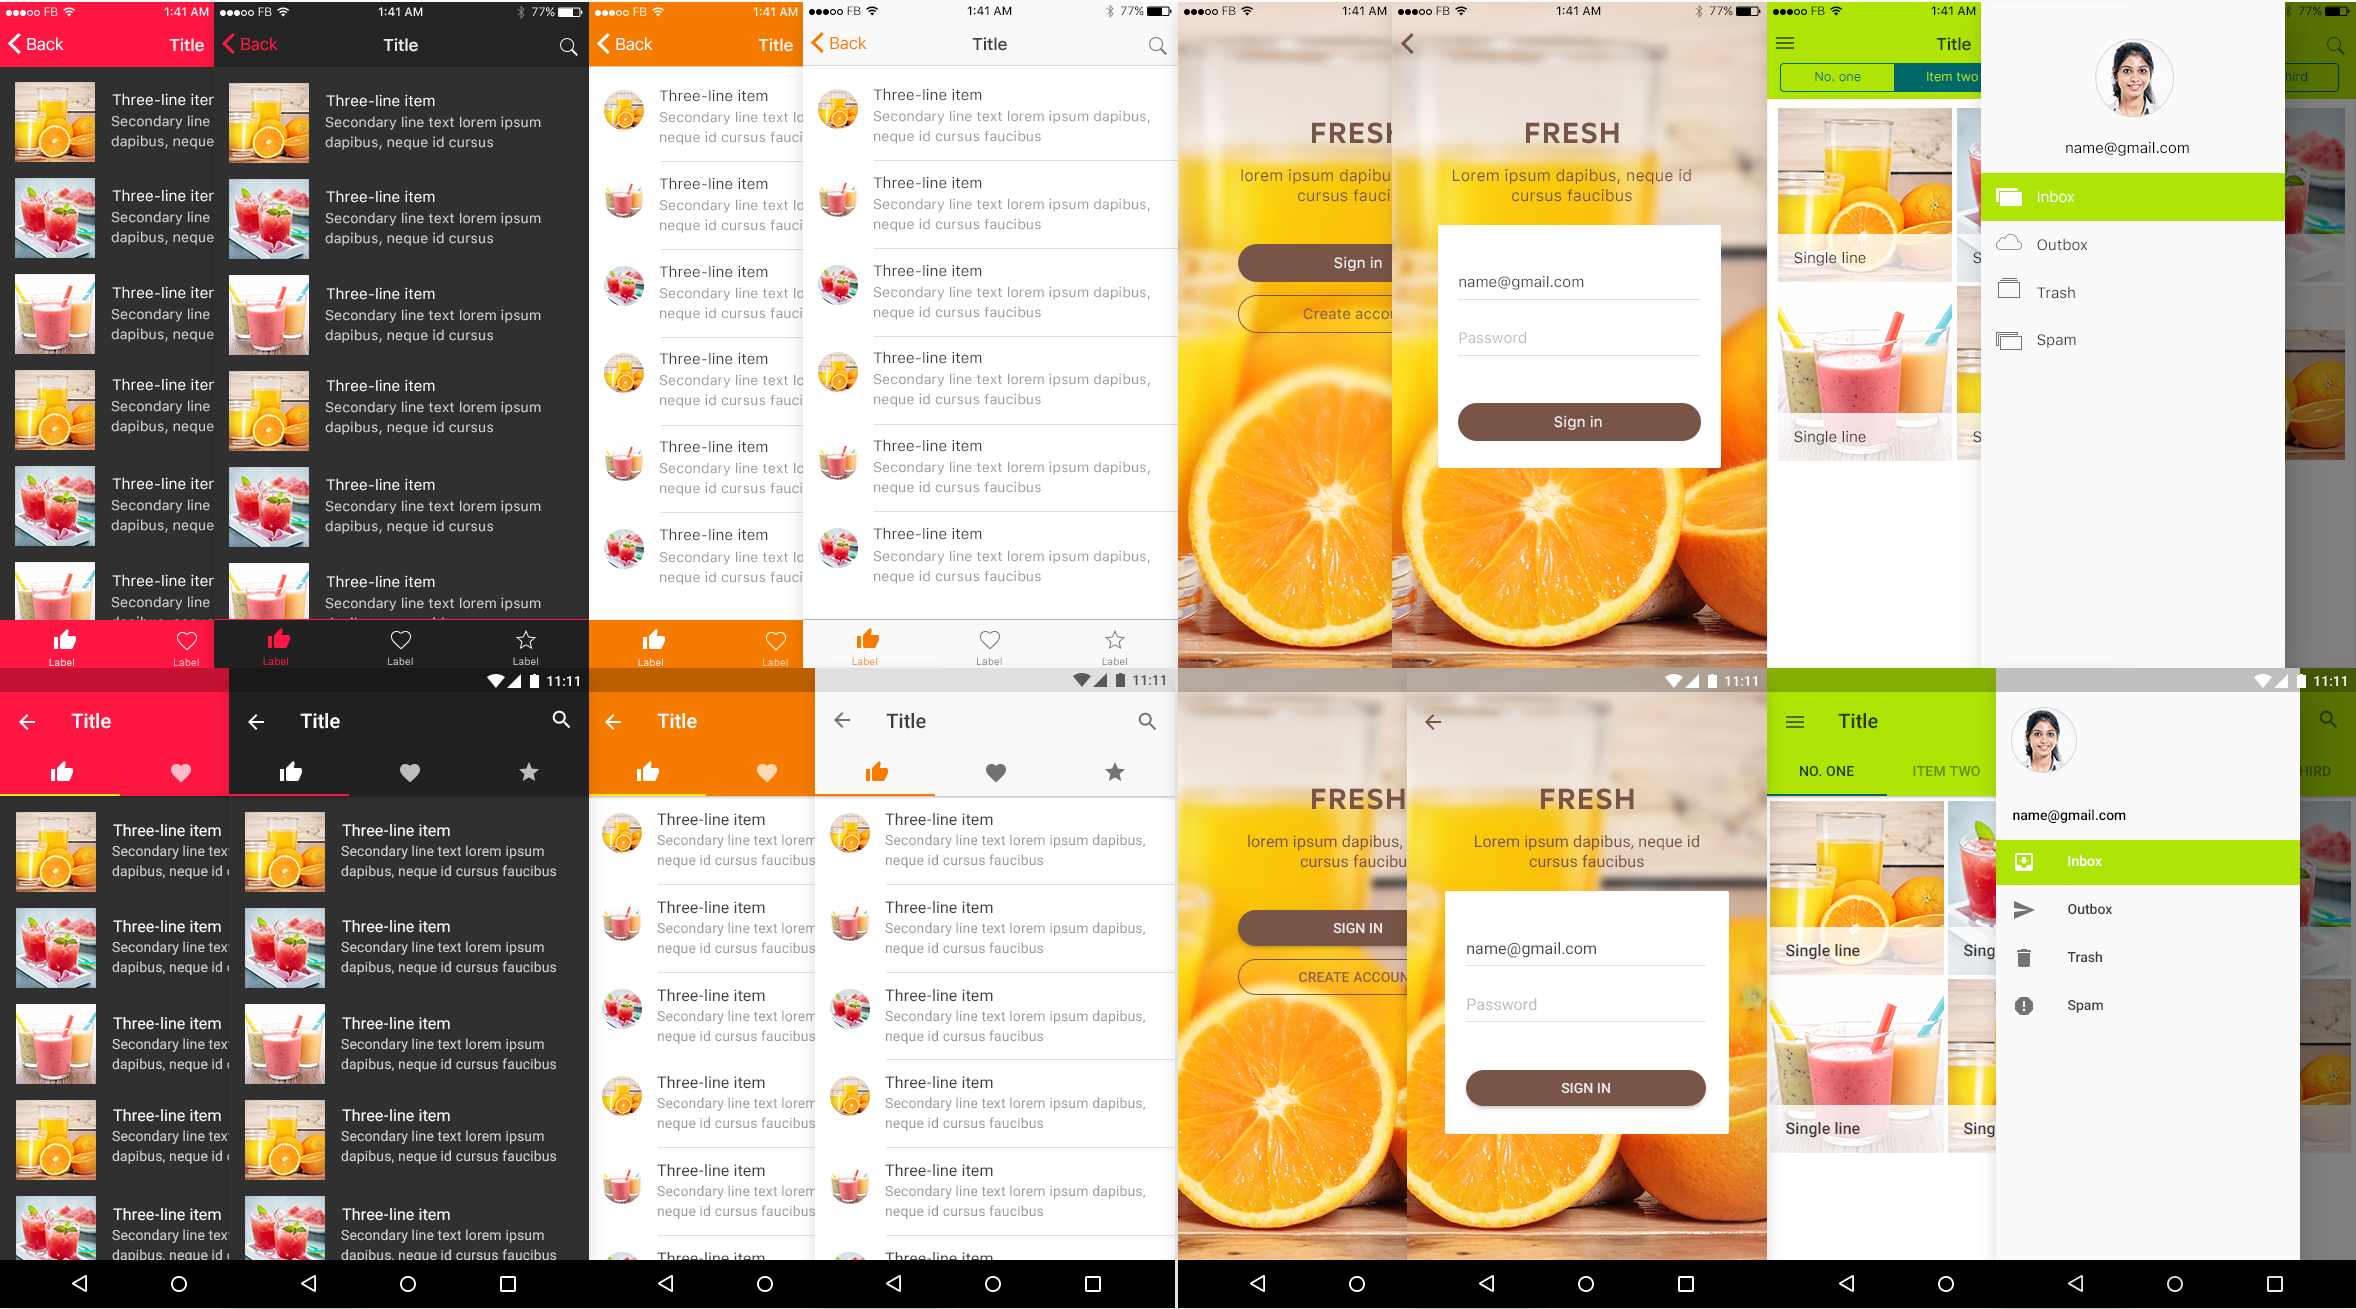 FB 1:41 AM
Back Title
Three-line iter
Secondary line
dapibus, neque
Three-line iter
Secondary line
dapibus, neque
Three-line iter
Secondary line
dapibus, neque
Three-line iter
Secondary line
dapibus, neque
Three-line iter
Secondary line
dapibus, neque
Three-line iter
Secondary line
Label Label
FB 1:41 AM 77%
Back Title
Three-line item
Secondary line text lorem ipsum
dapibus, neque id cursus
Three-line item
Secondary line text lorem ipsum
dapibus, neque id cursus
Three-line item
Secondary line text lorem ipsum
dapibus, neque id cursus
Three-line item
Secondary line text lorem ipsum
dapibus, neque id cursus
Three-line item
Secondary line text lorem ipsum
dapibus, neque id cursus
Three-line item
Secondary line text lorem ipsum
Label Label Label
FB 1:41 AM
Back Title
Three-line item
Secondary line text lo
neque id cursus fauci
Three-line item
Secondary line text lo
neque id cursus fauci
Three-line item
Secondary line text lo
neque id cursus fauci
Three-line item
Secondary line text lo
neque id cursus fauci
Three-line item
Secondary line text lo
neque id cursus fauci
Three-line item
Secondary line text lo
neque id cursus fauci
Label Label
FB 1:41 AM 77%
Back Title
Three-line item
Secondary line text lorem ipsum dapibus,
neque id cursus faucibus
Three-line item
Secondary line text lorem ipsum dapibus,
neque id cursus faucibus
Three-line item
Secondary line text lorem ipsum dapibus,
neque id cursus faucibus
Three-line item
Secondary line text lorem ipsum dapibus,
neque id cursus faucibus
Three-line item
Secondary line text lorem ipsum dapibus,
neque id cursus faucibus
Three-line item
Secondary line text lorem ipsum dapibus,
neque id cursus faucibus
Label Label Label
FB 1:41 AM
FRESH
lorem ipsum dapibu
cursus fauci
Sign in
Create accou
FB 1:41 AM 77%
FRESH
Lorem ipsum dapibus, neque id
cursus faucibus
name@gmail.com
Password
Sign in
FB 1:41 AM
Title
No. one Item two
Single line S
Single line S
77%
hird
name@gmail.com
Inbox
Outbox
Trash
Spam
Title
Three-line item
Secondary line tex
dapibus, neque id
Three-line item
Secondary line tex
dapibus, neque id
Three-line item
Secondary line tex
dapibus, neque id
Three-line item
Secondary line tex
dapibus, neque id
Three-line item
Secondary line tex
dapibus, neque id
11:11
Title
Three-line item
Secondary line text lorem ipsum
dapibus, neque id cursus faucibus
Three-line item
Secondary line text lorem ipsum
dapibus, neque id cursus faucibus
Three-line item
Secondary line text lorem ipsum
dapibus, neque id cursus faucibus
Three-line item
Secondary line text lorem ipsum
dapibus, neque id cursus faucibus
Three-line item
Secondary line text lorem ipsum
dapibus, neque id cursus faucibus
Title
Three-line item
Secondary line text lorem
neque id cursus faucibus
Three-line item
Secondary line text lorem
neque id cursus faucibus
Three-line item
Secondary line text lorem
neque id cursus faucibus
Three-line item
Secondary line text lorem
neque id cursus faucibus
Three-line item
Secondary line text lorem
neque id cursus faucibus
Three-line item
11:11
Title
Three-line item
Secondary line text lorem ipsum dapibus,
neque id cursus faucibus
Three-line item
Secondary line text lorem ipsum dapibus,
neque id cursus faucibus
Three-line item
Secondary line text lorem ipsum dapibus,
neque id cursus faucibus
Three-line item
Secondary line text lorem ipsum dapibus,
neque id cursus faucibus
Three-line item
Secondary line text lorem ipsum dapibus,
neque id cursus faucibus
Three-line item
FRESH
lorem ipsum dapibus,
cursus faucibu
SIGN IN
CREATE ACCOUN
11:11
FRESH
Lorem ipsum dapibus, neque id
cursus faucibus
name@gmail.com
Password
SIGN IN
Title
NO. ONE ITEM TWO
Single line Sing
Single line Sing
11:11
HIRD
name@gmail.com
Inbox
Outbox
Trash
Spam